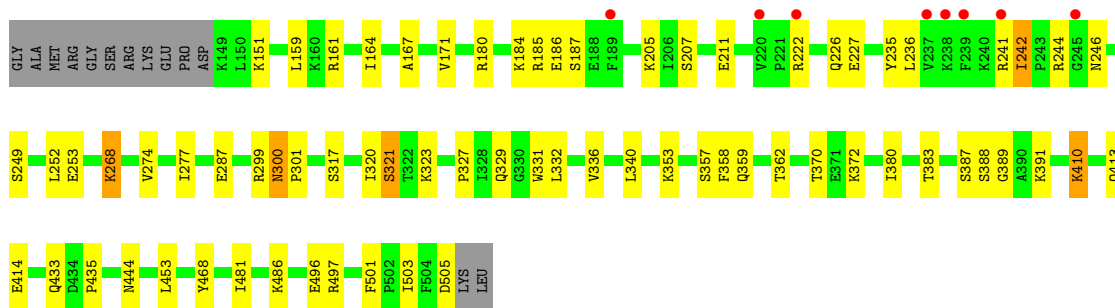 GLY ALA MET ARG GLY SER ARG LYS GLU PRO ASP K149 L150 K151 L159 K160 R161 I164 A167 V171 R180 K184 R185 E186 S187 E188 F189 K205 I206 S207 E211 V220 P221 R222 Q226 E227 Y235 L236 V237 K238 F239 K240 R241 I242 P243 R244 G245 N246
S249 L252 E253 K268 V274 I277 E287 R299 N300 P301 S317 I320 S321 T322 K323 P327 I328 Q329 G330 W331 L332 V336 L340 K353 S357 F358 Q359 T362 T370 E371 K372 I380 T383 S387 S388 G389 A390 K391 K410
E414 Q433 D434 P435 N444 L453 Y468 I481 K486 E496 R497 F501 P502 I503 F504 D505 LYS LEU